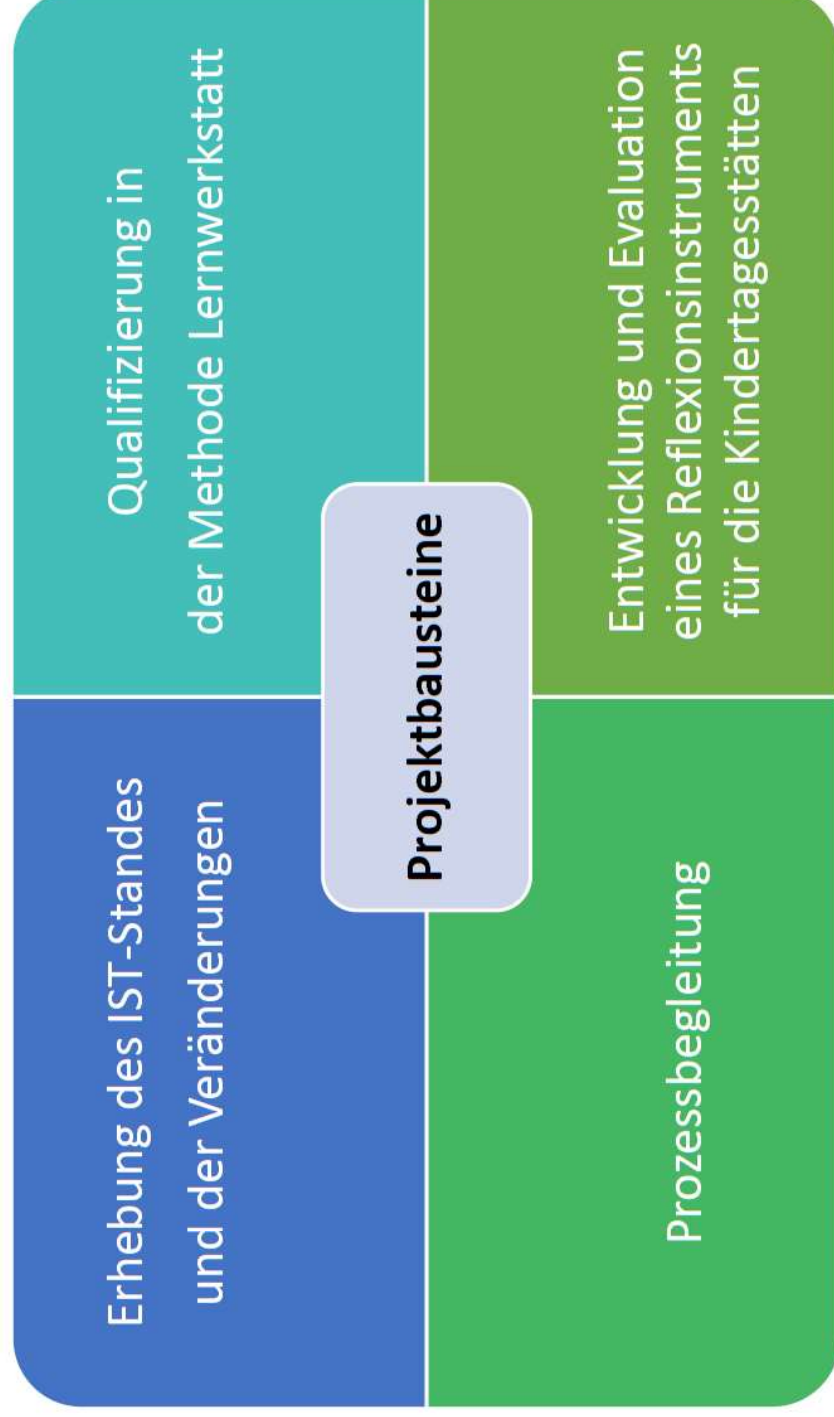 Erhebung des IST-Standes
und der Veränderungen
Qualifizierung in
der Methode Lernwerkstatt
Projektbausteine
Prozessbegleitung
Entwicklung und Evaluation
eines Reflexionsinstruments
für die Kindertagesstätten